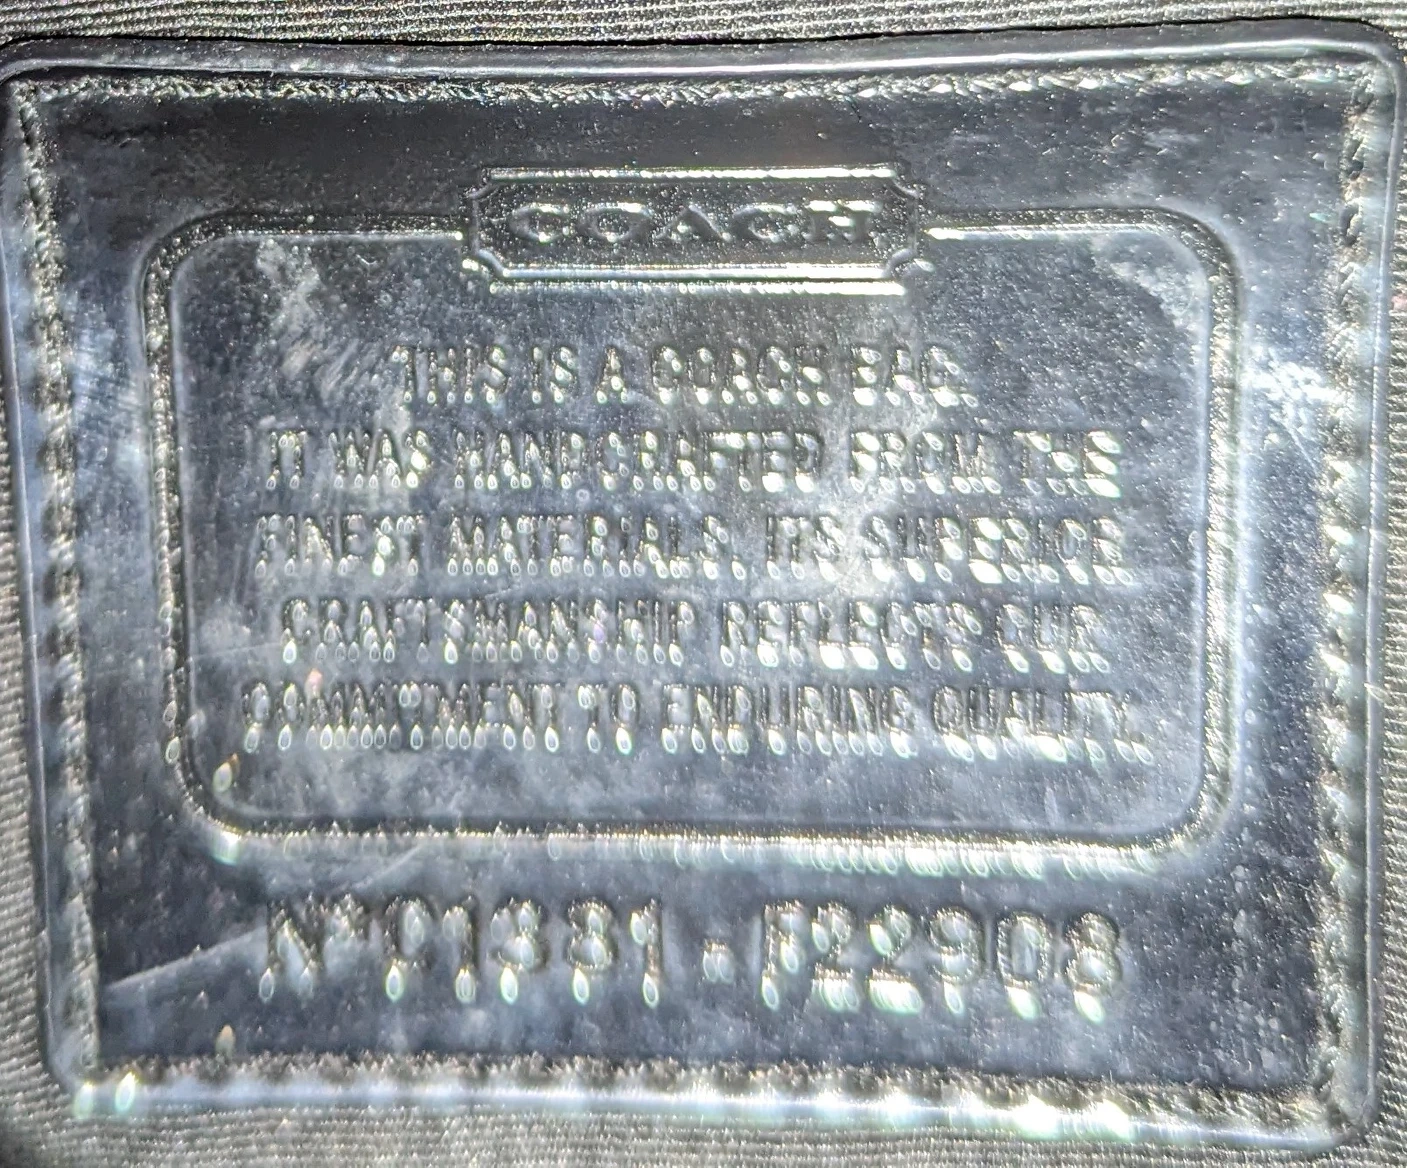 COACH
THIS IS A COACH BAG.
IT WAS HANDCRAFTED FROM THE
FINEST MATERIALS. ITS SUPERIOR
CRAFTSMANSHIP REFLECTS OUR
COMMITMENT TO ENDURING QUALITY.
Nº C1331 - F22908